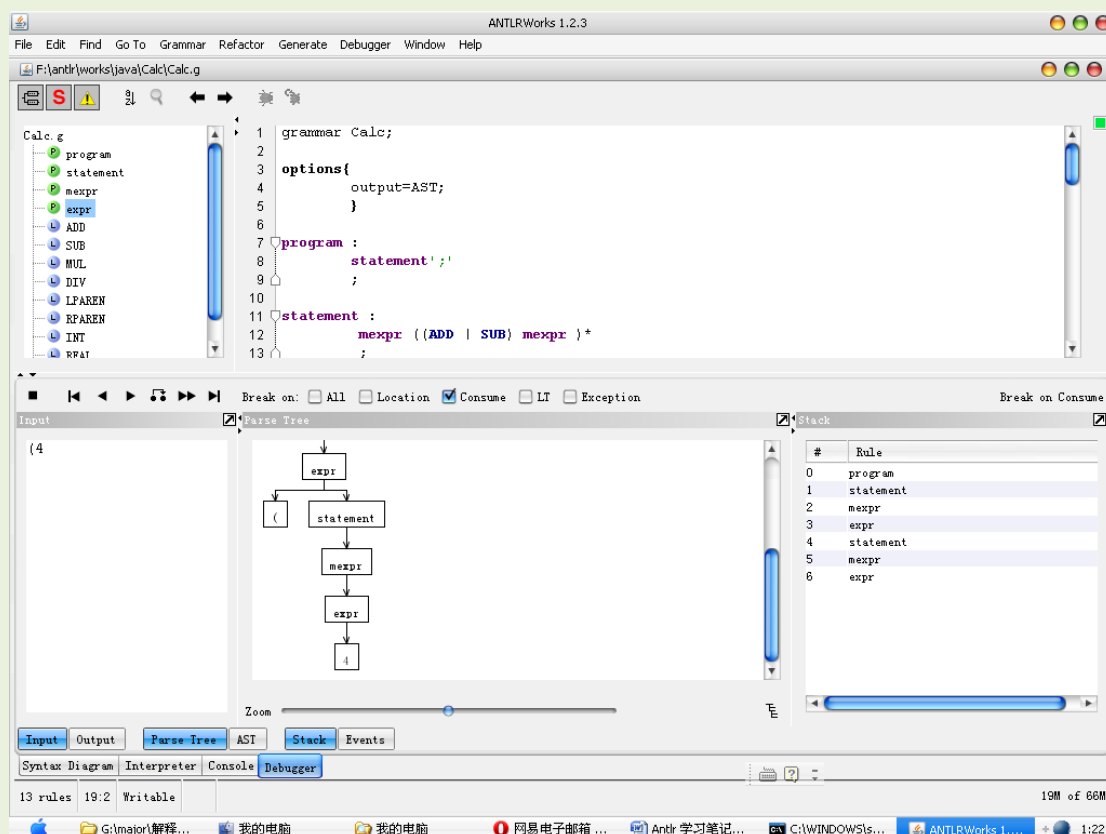 ANTLRWorks 1.2.3
File Edit Find Go To Grammar Refactor Generate Debugger Window Help
F:\antlr\works\java\Calc\Calc.g
Calc.g
program
statement
mexpr
expr
ADD
SUB
MUL
DIV
LPAREN
RPAREN
INT
REAL
1 grammar Calc;
2
3 options{
4 output=AST;
5 }
6
7 program :
8 statement';'
9 ;
10
11 statement :
12 mexpr ((ADD | SUB) mexpr )*
13 ;
Break on: All Location Consume LT Exception Break on Consume
Input
(4
Parse Tree
expr
( statement
mexpr
expr
4
Zoom
Stack
# Rule
0 program
1 statement
2 mexpr
3 expr
4 statement
5 mexpr
6 expr
Input Output Parse Tree AST Stack Events
Syntax Diagram Interpreter Console Debugger
13 rules 19:2 Writable 19M of 66M
G:\major\解释... 我的电脑 我的电脑 网易电子邮箱 ... Antlr 学习笔记... C:\WINDOWS\s... ANTLRWorks 1.... 1:22